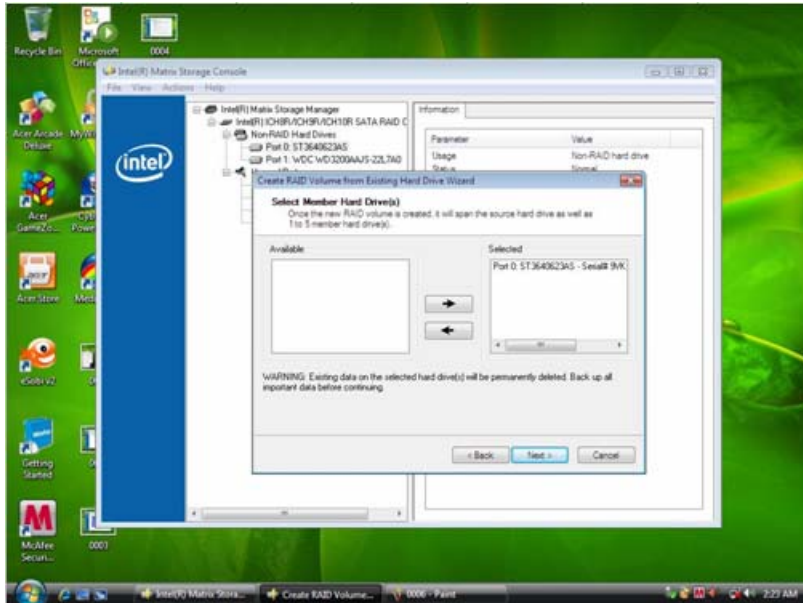 Recycle Bin
Microsoft
Office
0004
Intel(R) Matrix Storage Console
File View Actions Help
Intel(R) Matrix Storage Manager
Intel(R) ICH8R/ICH9R/ICH10R SATA RAID C
Non-RAID Hard Drives
Port 0: ST3640623AS
Port 1: WDC WD3200AAJS-22L7A0
Information
Parameter Value
Usage Non-RAID hard drive
Status Normal
intel
Acer Arcade
Deluxe
Acer
GameZo...
Acer Store
eSobi v2
Getting
Started
McAfee
Securi...
0003
Create RAID Volume from Existing Hard Drive Wizard
Select Member Hard Drive(s)
Once the new RAID volume is created, it will span the source hard drive as well as
1 to 5 member hard drive(s).
Available Selected
Port 0: ST3640623AS - Serial# 9VK
WARNING: Existing data on the selected hard drive(s) will be permanently deleted. Back up all
important data before continuing.
< Back Next > Cancel
Intel(R) Matrix Stora... Create RAID Volume... 0006 - Paint 2:23 AM